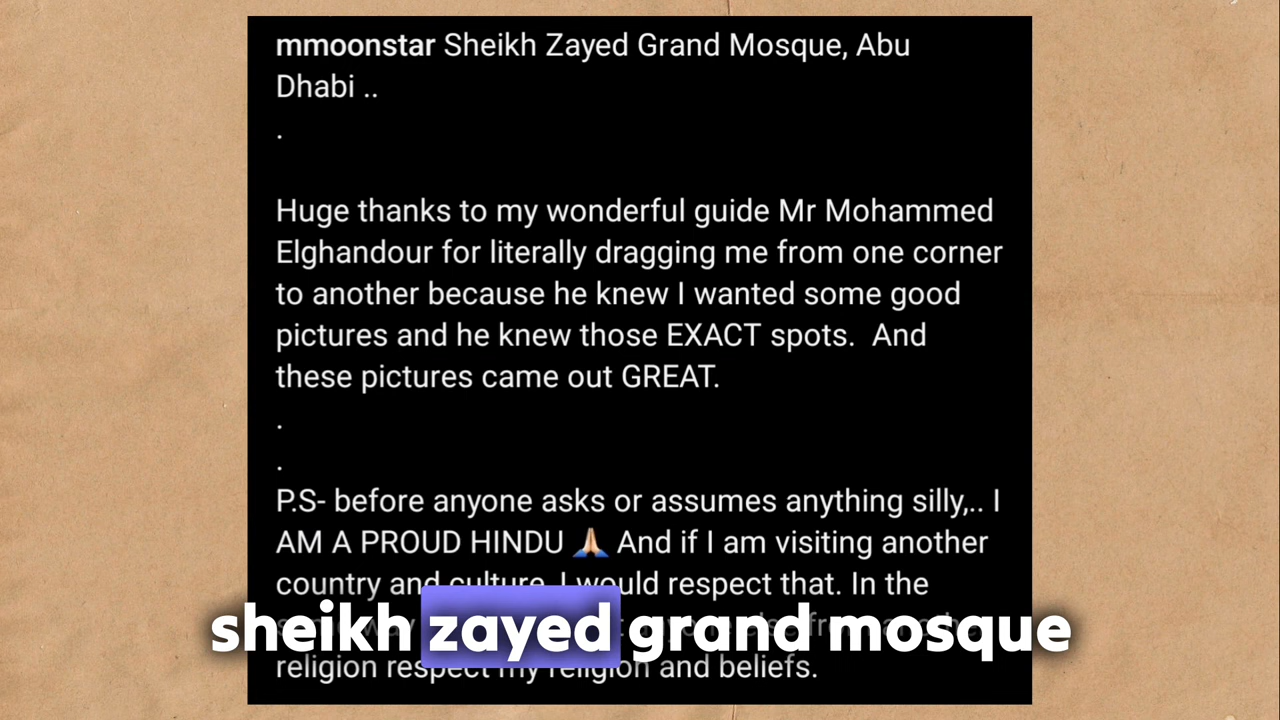 mmoonstar Sheikh Zayed Grand Mosque, Abu
Dhabi ..
.
Huge thanks to my wonderful guide Mr Mohammed
Elghandour for literally dragging me from one corner
to another because he knew I wanted some good
pictures and he knew those EXACT spots.  And
these pictures came out GREAT.
.
.
P.S- before anyone asks or assumes anything silly,.. I
AM A PROUD HINDU 🙏 And if I am visiting another
country and culture, I would respect that. In the
religion respect my religion and beliefs.
sheikh zayed grand mosque